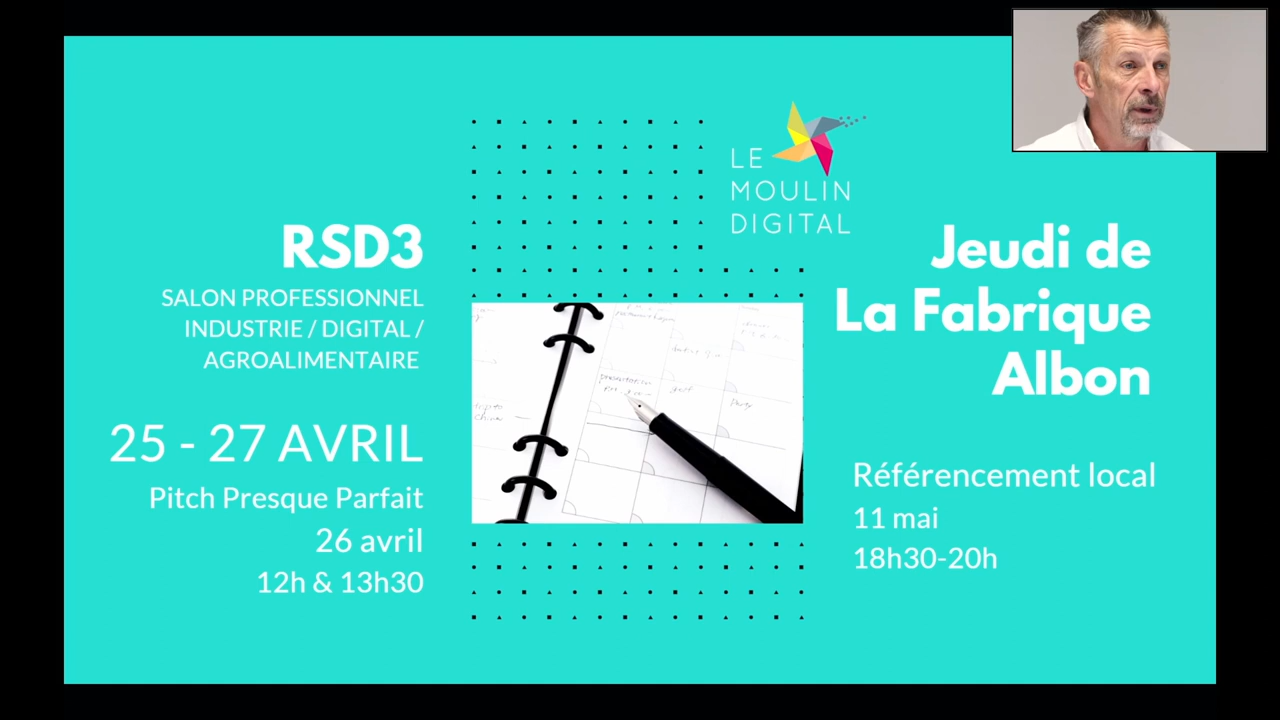 LE
MOULIN
DIGITAL
RSD3
SALON PROFESSIONNEL
INDUSTRIE / DIGITAL /
AGROALIMENTAIRE
25 - 27 AVRIL
Pitch Presque Parfait
26 avril
12h & 13h30
Jeudi de
La Fabrique
Albon
Référencement local
11 mai
18h30-20h